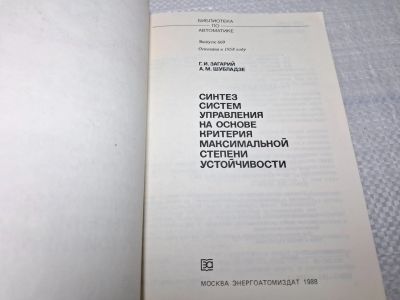 БИБЛИОТЕКА
ПО
АВТОМАТИКЕ
Выпуск 669
Основана в 1958 году
Г. И. ЗАГАРИЙ
А. М. ШУБЛАДЗЕ
СИНТЕЗ
СИСТЕМ
УПРАВЛЕНИЯ
НА ОСНОВЕ
КРИТЕРИЯ
МАКСИМАЛЬНОЙ
СТЕПЕНИ
УСТОЙЧИВОСТИ
МОСКВА ЭНЕРГОАТОМИЗДАТ 1988